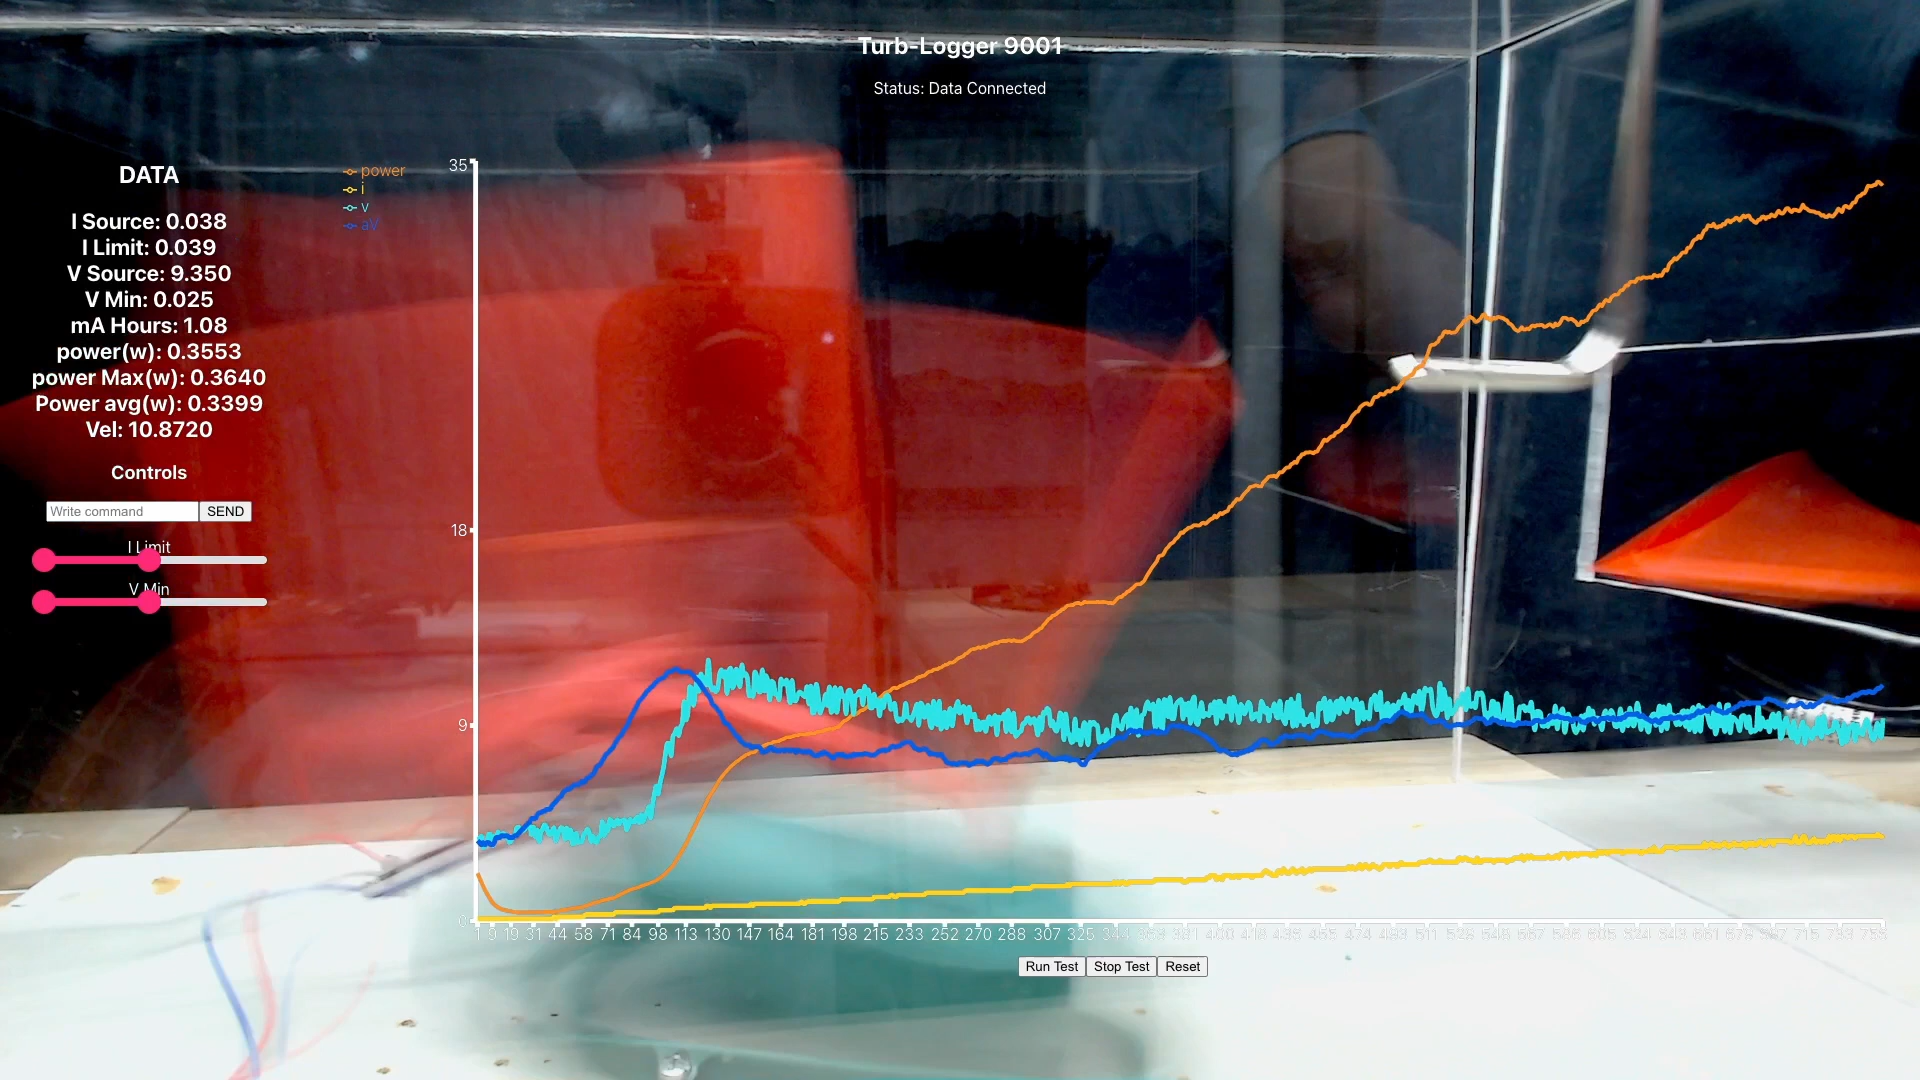 Turb-Logger 9001
Status: Data Connected
DATA
I Source: 0.038
I Limit: 0.039
V Source: 9.350
V Min: 0.025
mA Hours: 1.08
power(w): 0.3553
power Max(w): 0.3640
Power avg(w): 0.3399
Vel: 10.8720
Controls
Write command SEND
I Limit
V Min
power
i
v
aV
35
18
9
0
1 9 19 31 44 58 71 84 98 113 130 147 164 181 198 215 233 252 270 288 307 325 344
Run Test Stop Test Reset